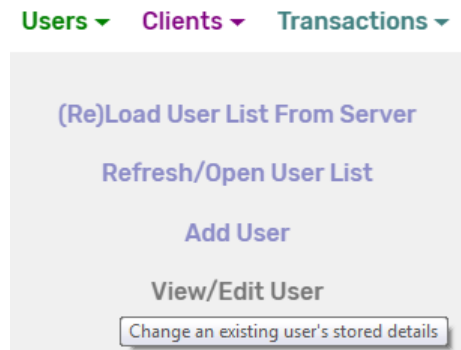 Users Clients Transactions
(Re)Load User List From Server
Refresh/Open User List
Add User
View/Edit User
Change an existing user's stored details